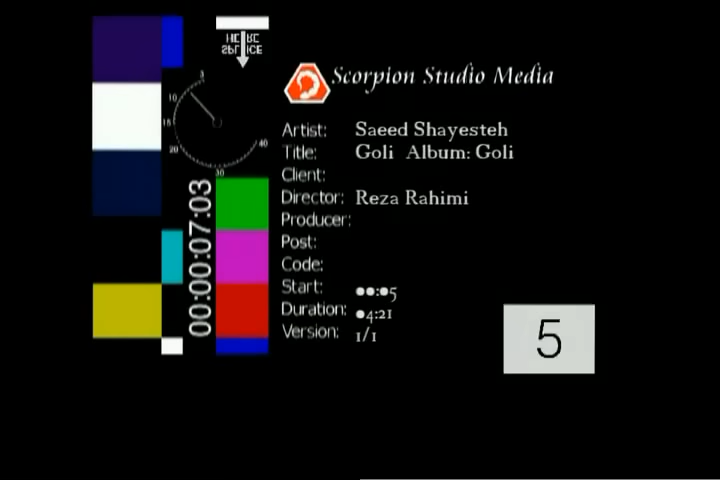 SPLICE
HERE
Scorpion Studio Media
3
10
15
20
30
40
Artist: Saeed Shayesteh
Title: Goli Album: Goli
Client:
Director: Reza Rahimi
Producer:
Post:
Code:
Start: 00:05
Duration: 04:21
Version: 1/1
00:00:07:03
5